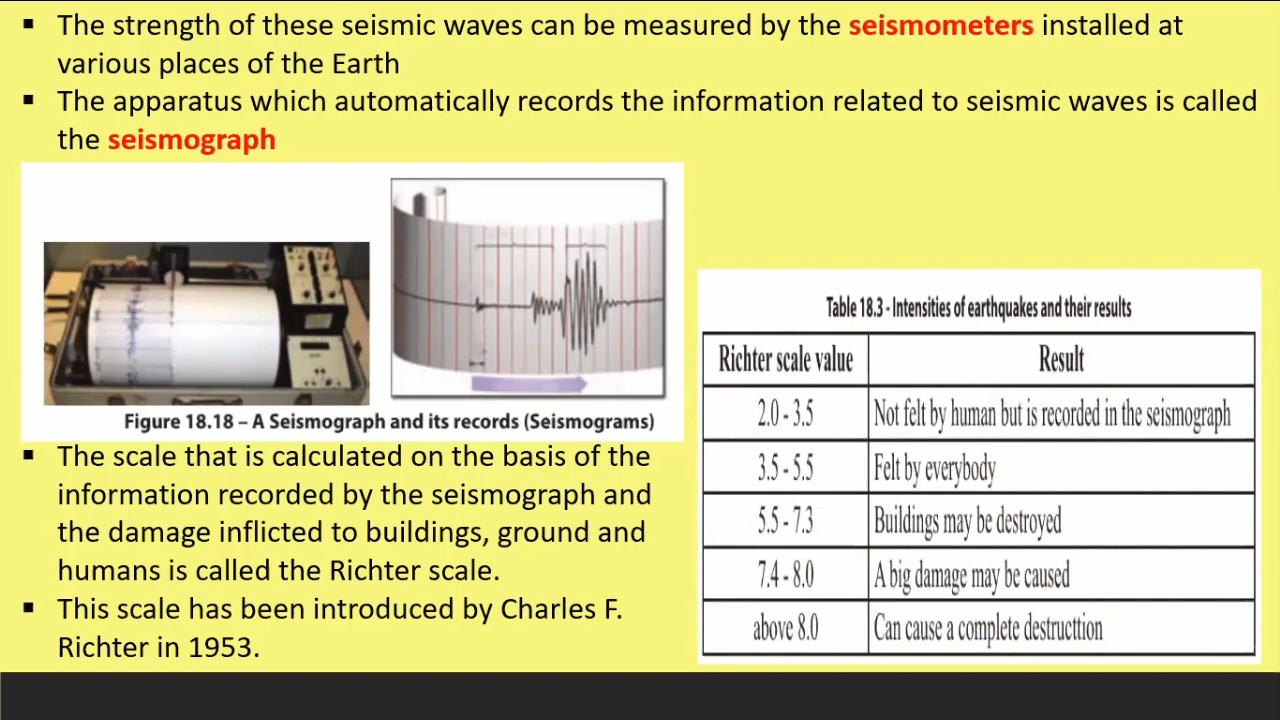 ▪ The strength of these seismic waves can be measured by the seismometers installed at
various places of the Earth
▪ The apparatus which automatically records the information related to seismic waves is called
the seismograph
Figure 18.18 – A Seismograph and its records (Seismograms)
▪ The scale that is calculated on the basis of the
information recorded by the seismograph and
the damage inflicted to buildings, ground and
humans is called the Richter scale.
▪ This scale has been introduced by Charles F.
Richter in 1953.
Table 18.3 - Intensities of earthquakes and their results
Richter scale value Result
2.0 - 3.5 Not felt by human but is recorded in the seismograph
3.5 - 5.5 Felt by everybody
5.5 - 7.3 Buildings may be destroyed
7.4 - 8.0 A big damage may be caused
above 8.0 Can cause a complete destructtion